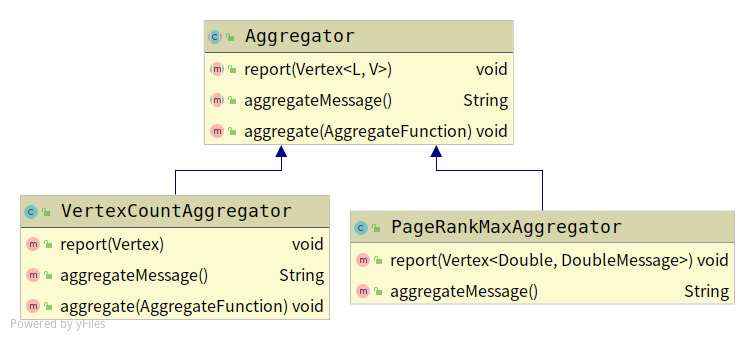 Aggregator
report(Vertex<L, V>) void
aggregateMessage() String
aggregate(AggregateFunction) void
VertexCountAggregator
report(Vertex) void
aggregateMessage() String
aggregate(AggregateFunction) void
PageRankMaxAggregator
report(Vertex<Double, DoubleMessage>) void
aggregateMessage() String
Powered by yFiles